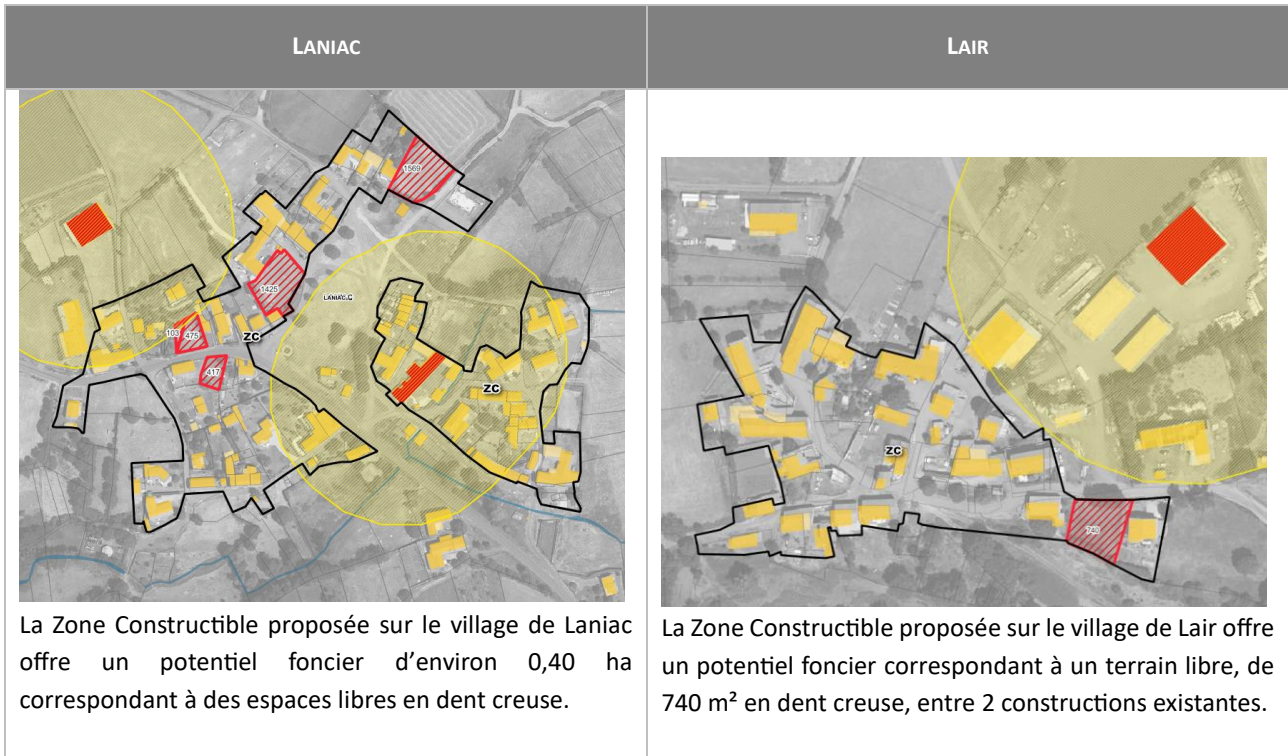 LANIAC
LAIR
1569
1425
LANIAC.C
103
475
ZC
417
ZC
La Zone Constructible proposée sur le village de Laniac
offre un potentiel foncier d'environ 0,40 ha
correspondant à des espaces libres en dent creuse.
ZC
740
La Zone Constructible proposée sur le village de Lair offre
un potentiel foncier correspondant à un terrain libre, de
740 m² en dent creuse, entre 2 constructions existantes.